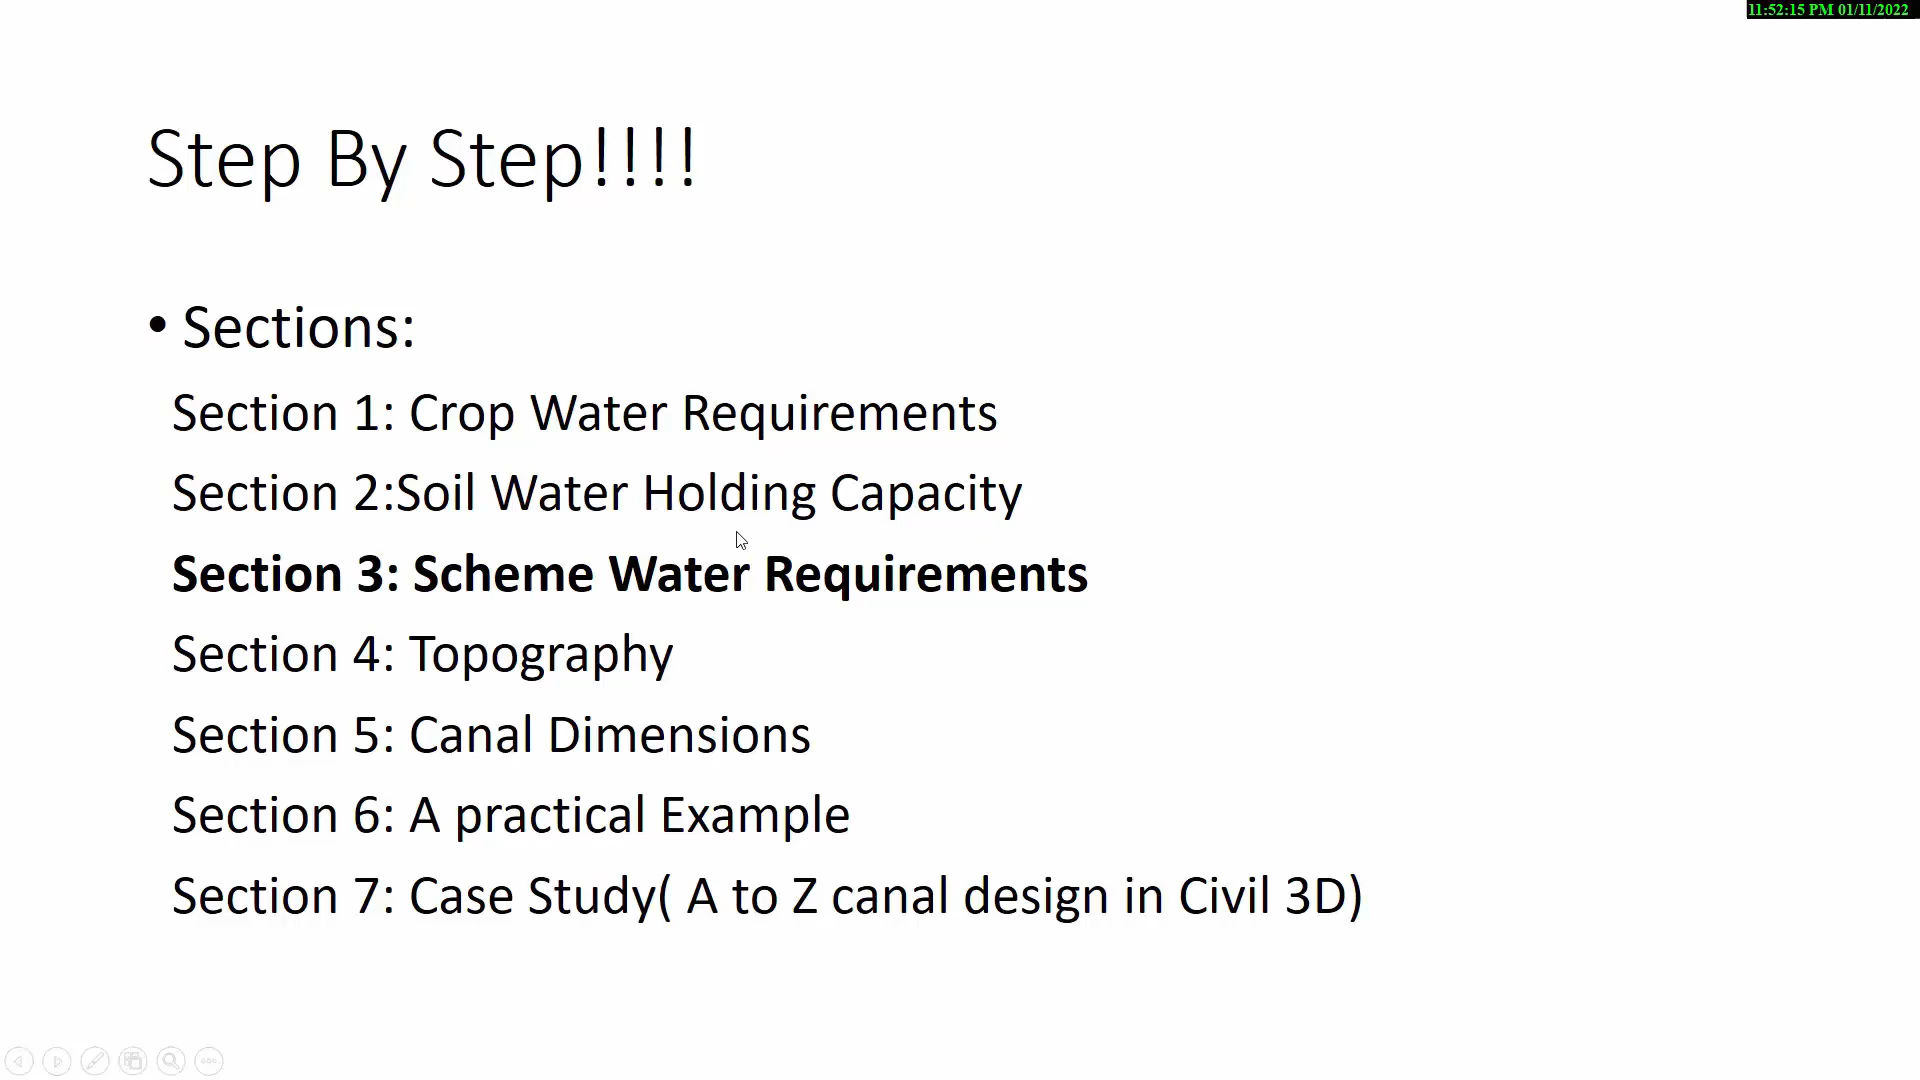 11:52:15 PM 01/11/2022
Step By Step!!!!
• Sections:
Section 1: Crop Water Requirements
Section 2:Soil Water Holding Capacity
Section 3: Scheme Water Requirements
Section 4: Topography
Section 5: Canal Dimensions
Section 6: A practical Example
Section 7: Case Study( A to Z canal design in Civil 3D)